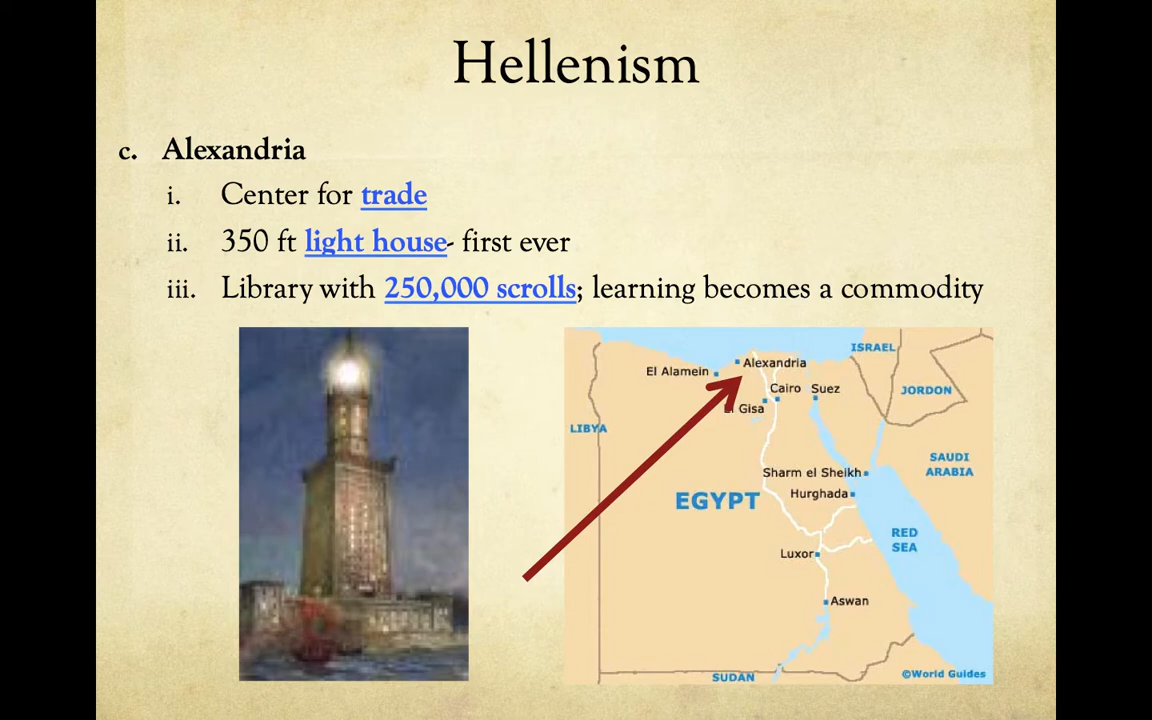 Hellenism
c. Alexandria
i. Center for trade
ii. 350 ft light house- first ever
iii. Library with 250,000 scrolls; learning becomes a commodity
ISRAEL
Alexandria
El Alamein
Cairo Suez
JORDON
El Gisa
LIBYA
SAUDI
ARABIA
Sharm el Sheikh
Hurghada
EGYPT
RED
SEA
Luxor
Aswan
SUDAN
©World Guides